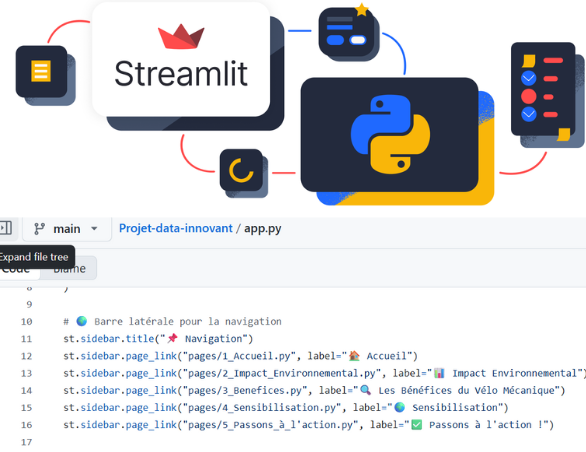 Streamlit
main
Projet-data-innovant / app.py
Expand file tree
Code Blame
8 )
9
10 # 🌍 Barre latérale pour la navigation
11 st.sidebar.title("📌 Navigation")
12 st.sidebar.page_link("pages/1_Accueil.py", label="🏠 Accueil")
13 st.sidebar.page_link("pages/2_Impact_Environnemental.py", label="📊 Impact Environnemental")
14 st.sidebar.page_link("pages/3_Benefices.py", label="🔍 Les Bénéfices du Vélo Mécanique")
15 st.sidebar.page_link("pages/4_Sensibilisation.py", label="🌍 Sensibilisation")
16 st.sidebar.page_link("pages/5_Passons_à_l'action.py", label="✅ Passons à l'action !")
17